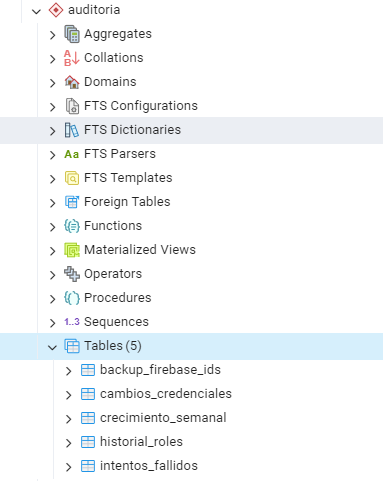 auditoria
Aggregates
Collations
Domains
FTS Configurations
FTS Dictionaries
Aa FTS Parsers
FTS Templates
Foreign Tables
Functions
Materialized Views
Operators
Procedures
1..3 Sequences
Tables (5)
backup_firebase_ids
cambios_credenciales
crecimiento_semanal
historial_roles
intentos_fallidos